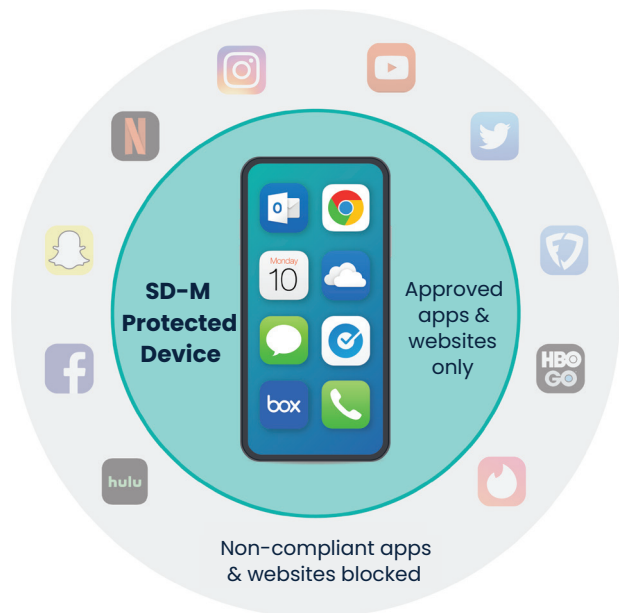 N
SD-M
Protected
Device
O
Monday
10
box
Approved
apps &
websites
only
f
HBO
GO
hulu
Non-compliant apps
& websites blocked